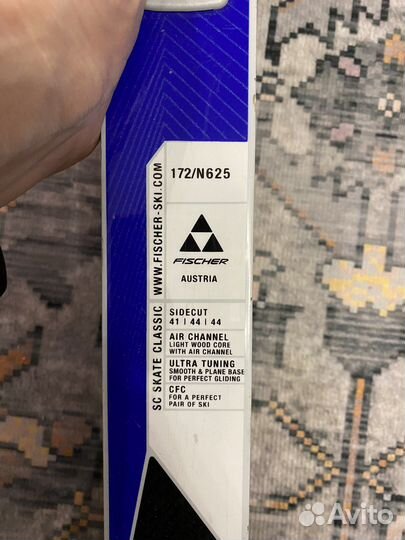 SC SKATE CLASSIC WWW.FISCHER-SKI.COM
172/N625
FISCHER
AUSTRIA
SIDECUT
41 | 44 | 44
AIR CHANNEL
LIGHT WOOD CORE
WITH AIR CHANNEL
ULTRA TUNING
SMOOTH & PLANE BASE
FOR PERFECT GLIDING
CFC
FOR A PERFECT
PAIR OF SKI
Avito